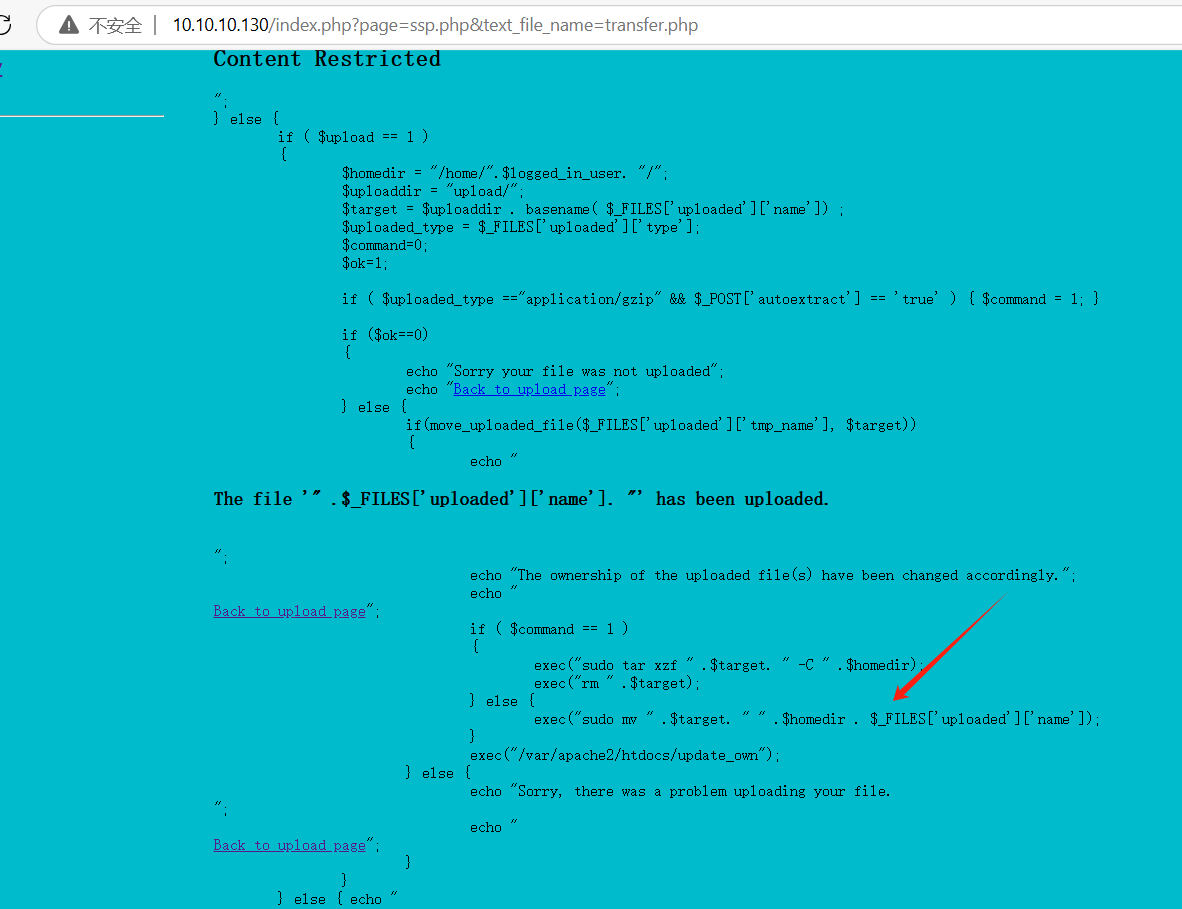 不安全 | 10.10.10.130/index.php?page=ssp.php&text_file_name=transfer.php
Content Restricted
";
} else {
if ( $upload == 1 )
{
$homedir = "/home/".$logged_in_user. "/";
$uploaddir = "upload/";
$target = $uploaddir . basename( $_FILES['uploaded']['name']) ;
$uploaded_type = $_FILES['uploaded']['type'];
$command=0;
$ok=1;
if ( $uploaded_type =="application/gzip" && $_POST['autoextract'] == 'true' ) { $command = 1; }
if ($ok==0)
{
echo "Sorry your file was not uploaded";
echo "Back to upload page";
} else {
if(move_uploaded_file($_FILES['uploaded']['tmp_name'], $target))
{
echo "
The file '" .$_FILES['uploaded']['name']. "' has been uploaded.
";
echo "The ownership of the uploaded file(s) have been changed accordingly.";
echo "
Back to upload page";
if ( $command == 1 )
{
exec("sudo tar xzf " .$target. " -C " .$homedir);
exec("rm " .$target);
} else {
exec("sudo mv " .$target. " " .$homedir . $_FILES['uploaded']['name']);
}
exec("/var/apache2/htdocs/update_own");
} else {
echo "Sorry, there was a problem uploading your file.
";
echo "
Back to upload page";
}
}
} else { echo "